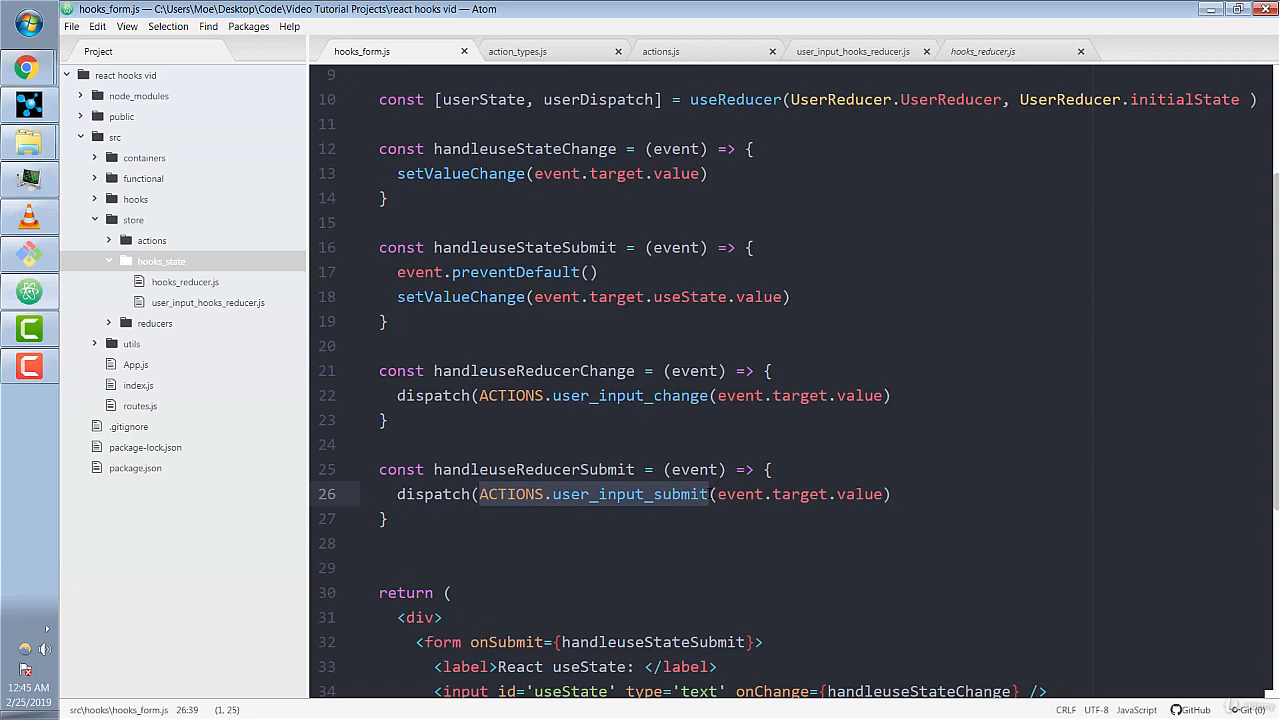 hooks_form.js — C:\Users\Moe\Desktop\Code\Video Tutorial Projects\react hooks vid — Atom
File Edit View Selection Find Packages Help
Project
hooks_form.js action_types.js actions.js user_input_hooks_reducer.js hooks_reducer.js
react hooks vid
node_modules
public
src
containers
functional
hooks
store
actions
hooks_state
hooks_reducer.js
user_input_hooks_reducer.js
reducers
utils
App.js
index.js
routes.js
.gitignore
package-lock.json
package.json
9
10 const [userState, userDispatch] = useReducer(UserReducer.UserReducer, UserReducer.initialState )
11
12 const handleuseStateChange = (event) => {
13 setValueChange(event.target.value)
14 }
15
16 const handleuseStateSubmit = (event) => {
17 event.preventDefault()
18 setValueChange(event.target.useState.value)
19 }
20
21 const handleuseReducerChange = (event) => {
22 dispatch(ACTIONS.user_input_change(event.target.value)
23 }
24
25 const handleuseReducerSubmit = (event) => {
26 dispatch(ACTIONS.user_input_submit(event.target.value)
27 }
28
29
30 return (
31 <div>
32 <form onSubmit={handleuseStateSubmit}>
33 <label>React useState: </label>
34 <input id='useState' type='text' onChange={handleuseStateChange} />
12:45 AM
2/25/2019
src\hooks\hooks_form.js 26:39 (1, 25) CRLF UTF-8 JavaScript GitHub Git (0)